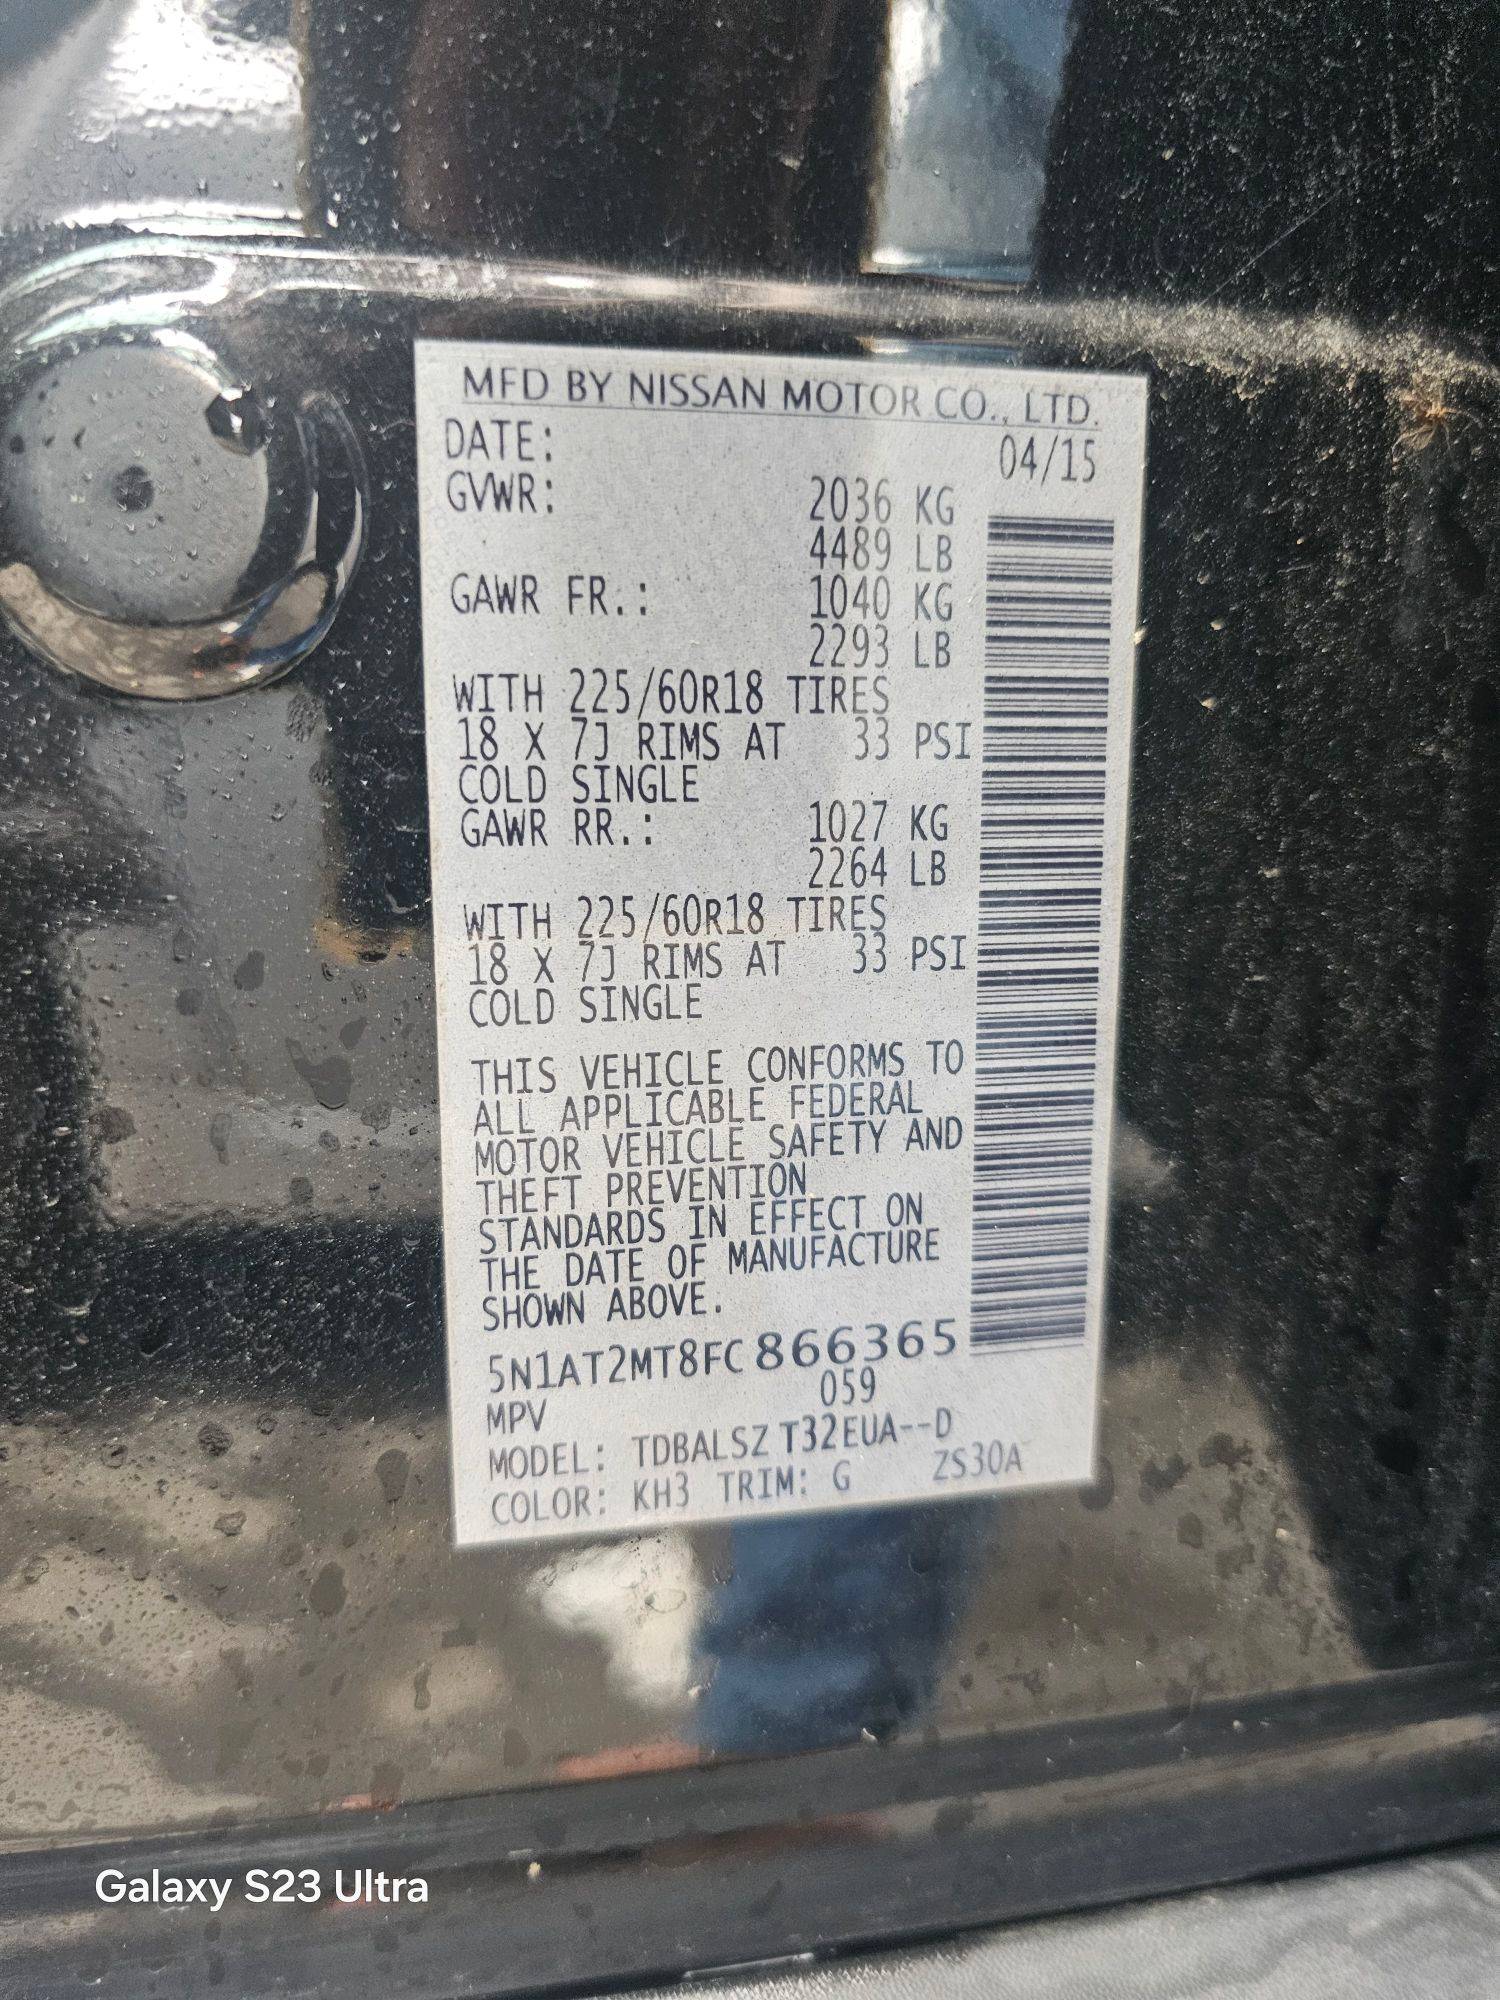 MFD BY NISSAN MOTOR CO., LTD.
DATE: 04/15
GVWR: 2036 KG
4489 LB
GAWR FR.: 1040 KG
2293 LB
WITH 225/60R18 TIRES
18 X 7J RIMS AT 33 PSI
COLD SINGLE
GAWR RR.: 1027 KG
2264 LB
WITH 225/60R18 TIRES
18 X 7J RIMS AT 33 PSI
COLD SINGLE
THIS VEHICLE CONFORMS TO
ALL APPLICABLE FEDERAL
MOTOR VEHICLE SAFETY AND
THEFT PREVENTION
STANDARDS IN EFFECT ON
THE DATE OF MANUFACTURE
SHOWN ABOVE.
5N1AT2MT8FC866365
MPV 059
MODEL: TDBALSZ T32EUA--D
COLOR: KH3 TRIM: G ZS30A
Galaxy S23 Ultra